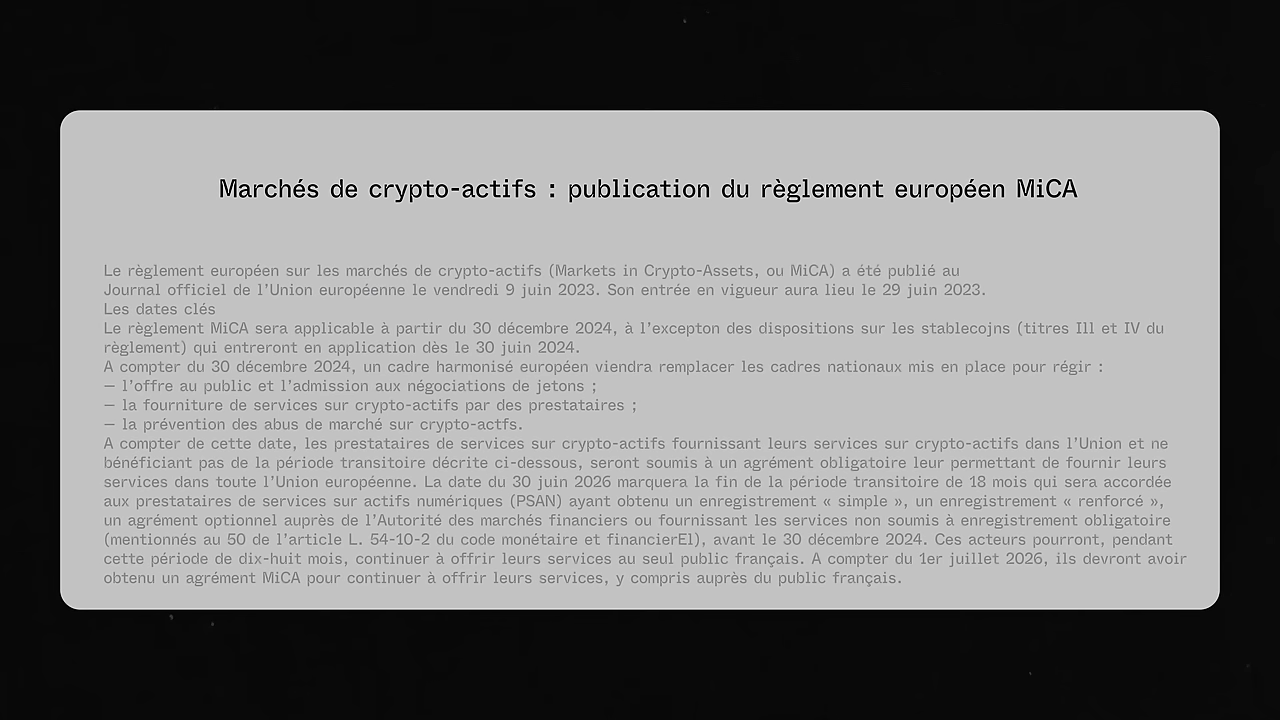 Marchés de crypto-actifs : publication du règlement européen MiCA
Le règlement européen sur les marchés de crypto-actifs (Markets in Crypto-Assets, ou MiCA) a été publié au
Journal officiel de l'Union européenne le vendredi 9 juin 2023. Son entrée en vigueur aura lieu le 29 juin 2023.
Les dates clés
Le règlement MiCA sera applicable à partir du 30 décembre 2024, à l'excepton des dispositions sur les stablecojns (titres Ill et IV du
règlement) qui entreront en application dès le 30 juin 2024.
A compter du 30 décembre 2024, un cadre harmonisé européen viendra remplacer les cadres nationaux mis en place pour régir :
– l'offre au public et l'admission aux négociations de jetons ;
– la fourniture de services sur crypto-actifs par des prestataires ;
– la prévention des abus de marché sur crypto-actfs.
A compter de cette date, les prestataires de services sur crypto-actifs fournissant leurs services sur crypto-actifs dans l'Union et ne
bénéficiant pas de la période transitoire décrite ci-dessous, seront soumis à un agrément obligatoire leur permettant de fournir leurs
services dans toute l'Union européenne. La date du 30 juin 2026 marquera la fin de la période transitoire de 18 mois qui sera accordée
aux prestataires de services sur actifs numériques (PSAN) ayant obtenu un enregistrement « simple », un enregistrement « renforcé »,
un agrément optionnel auprès de l'Autorité des marchés financiers ou fournissant les services non soumis à enregistrement obligatoire
(mentionnés au 50 de l'article L. 54-10-2 du code monétaire et financierEl), avant le 30 décembre 2024. Ces acteurs pourront, pendant
cette période de dix-huit mois, continuer à offrir leurs services au seul public français. A compter du 1er juillet 2026, ils devront avoir
obtenu un agrément MiCA pour continuer à offrir leurs services, y compris auprès du public français.